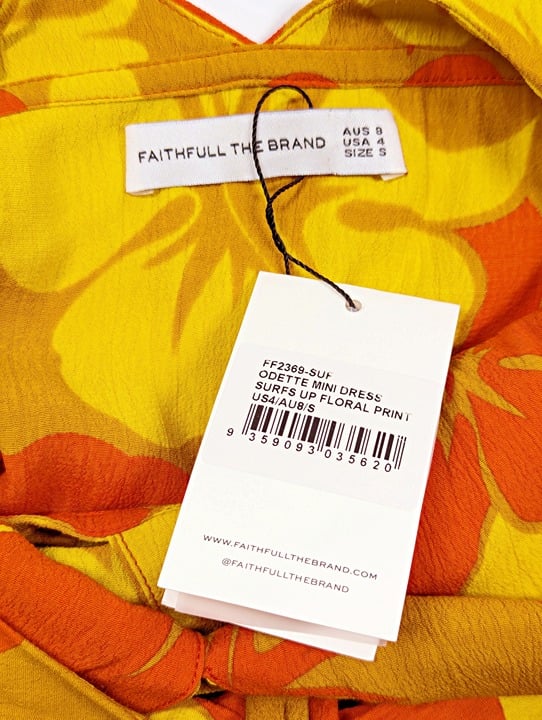 FAITHFULL THE BRAND
AUS 8
USA 4
SIZE S
FF2369-SUF
ODETTE MINI DRESS
SURFS UP FLORAL PRINT
US4/AU8/S
9 359093 035620
WWW.FAITHFULLTHEBRAND.COM
@FAITHFULLTHEBRAND